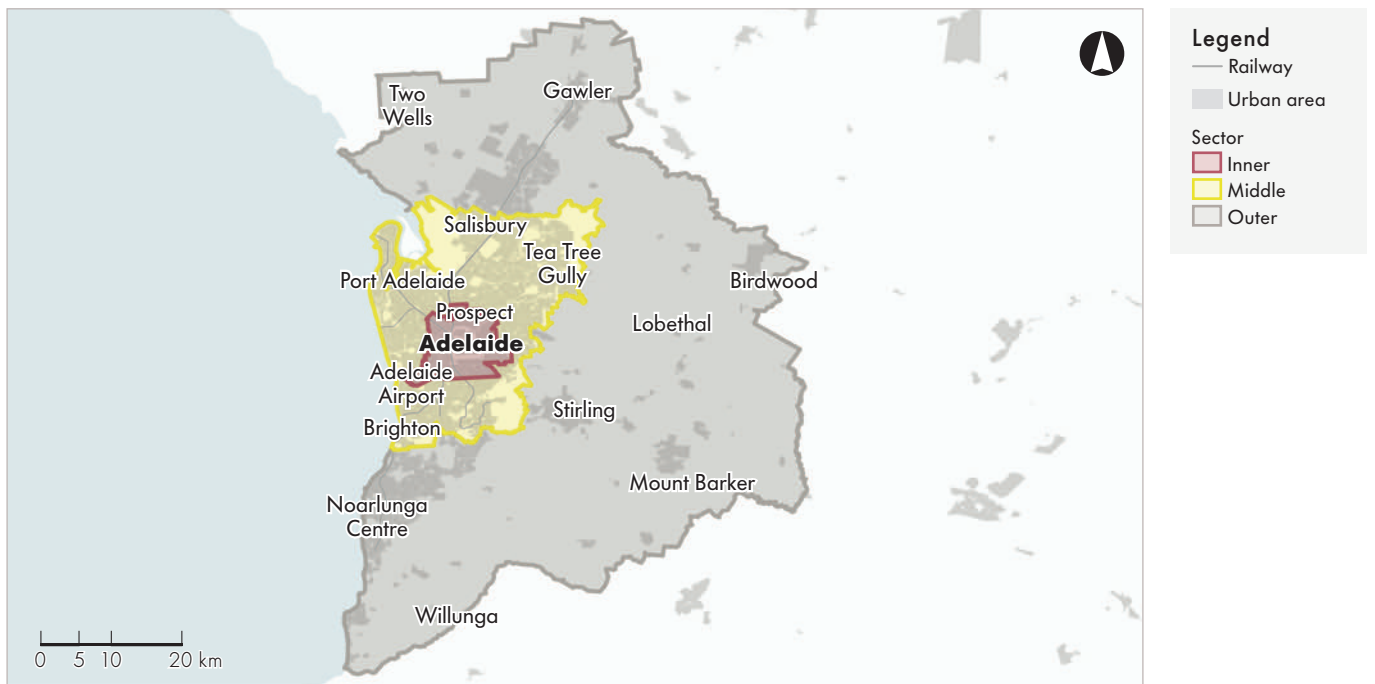 Two
Wells
Gawler
Salisbury
Tea Tree
Gully
Port Adelaide
Birdwood
Prospect
Lobethal
Adelaide
Adelaide
Airport
Stirling
Brighton
Mount Barker
Noarlunga
Centre
Willunga
0 5 10 20 km
Legend
Railway
Urban area
Sector
Inner
Middle
Outer